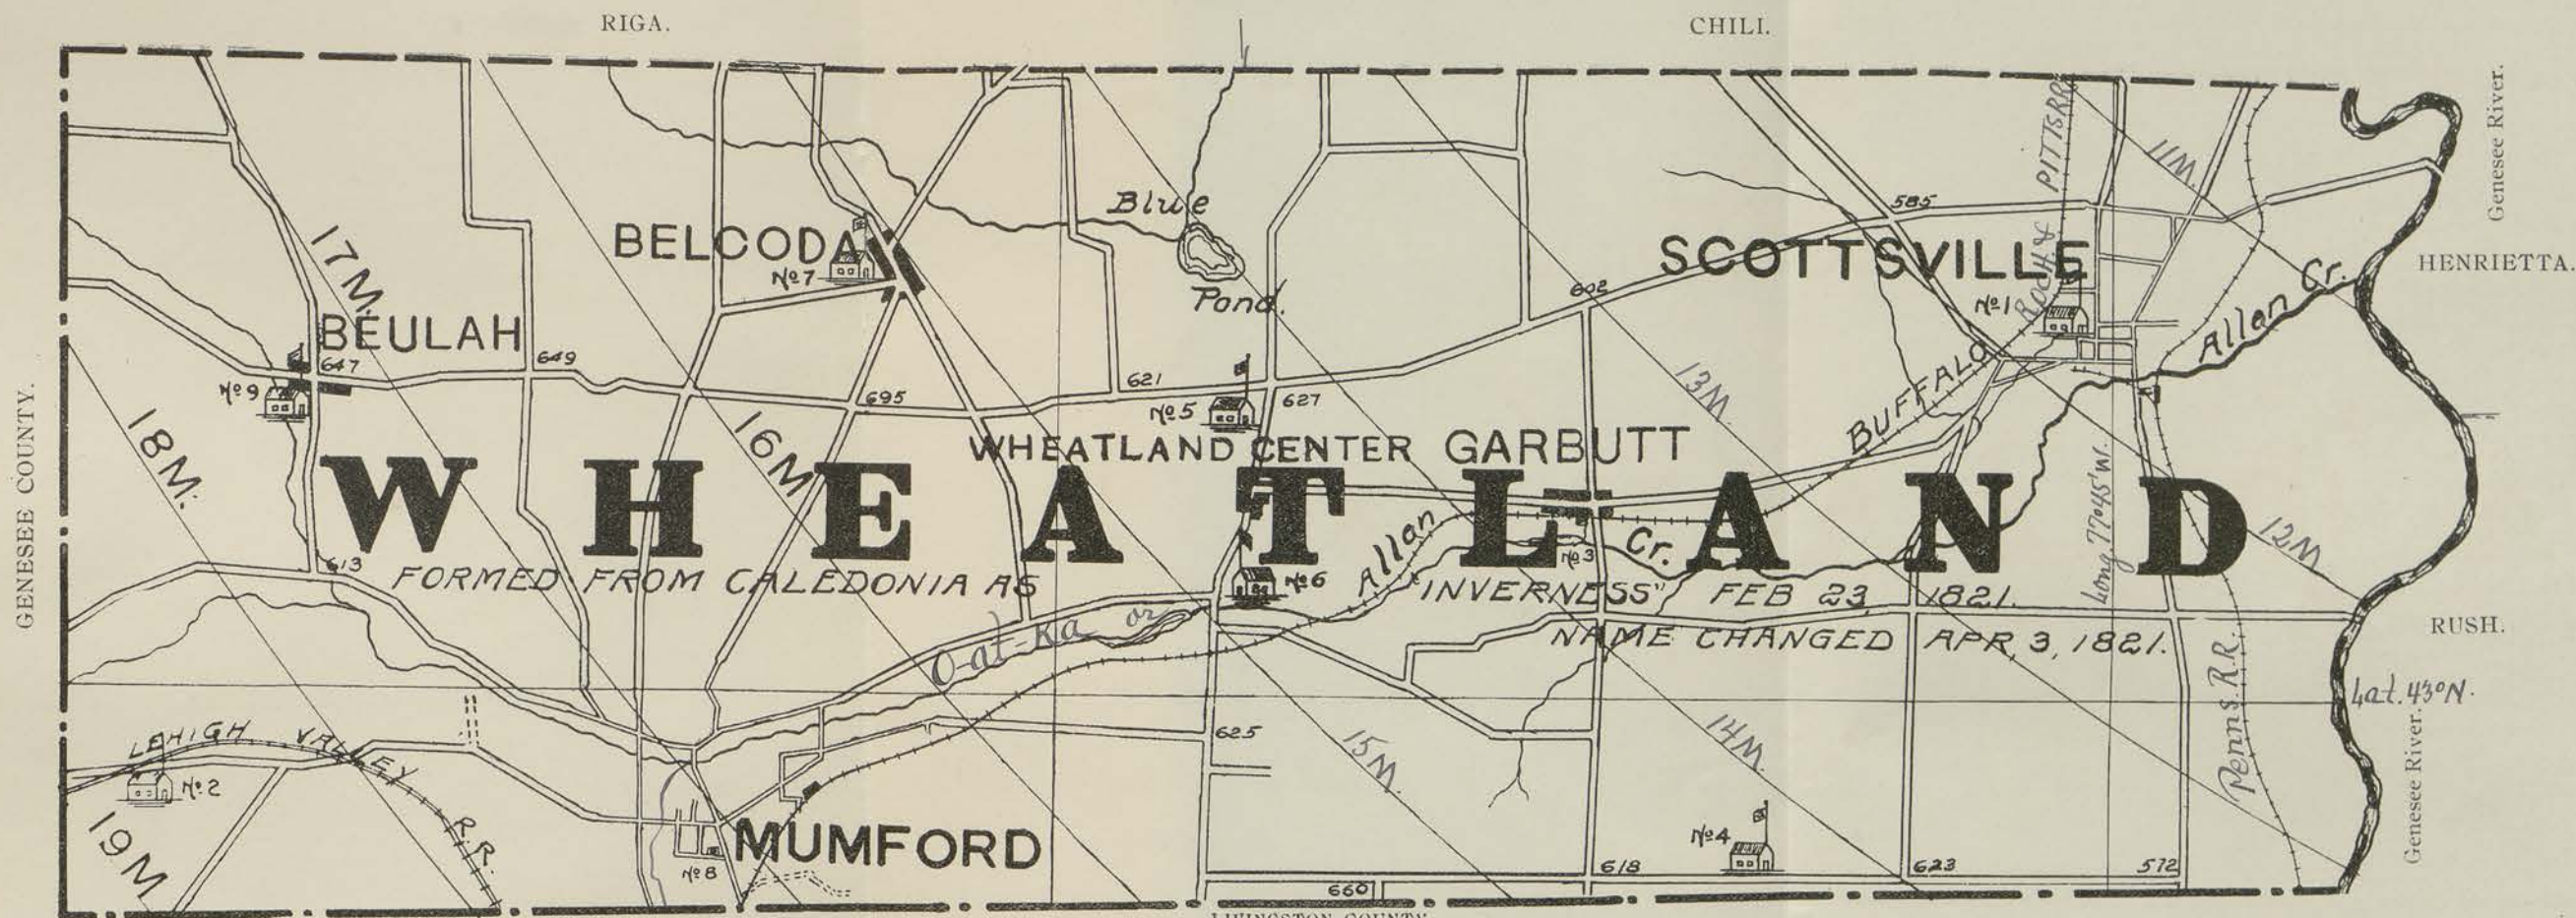 RIGA.
CHILI.
Genesee River.
ROCH & PITTS RR
11M.
585
Blue
Pond.
BELCODA
No 7
SCOTTSVILLE
HENRIETTA.
17M.
602
No 1
Allan Cr.
BEULAH
647
649
No 9
695
621
No 5
627
13M.
BUFFALO
GENESEE COUNTY.
18M.
16M
WHEATLAND CENTER
GARBUTT
WHEATLAND
Long 77°45'W.
12M
613
FORMED FROM CALEDONIA AS
No 6
Allan
Cr.
No 3
"INVERNESS" FEB 23, 1821.
O-at-ka or
NAME CHANGED APR, 3, 1821.
RUSH.
Lat. 43°N.
Penns. R.R.
LEHIGH VALLEY R.R.
No 2
625
15M.
14M.
Genesee River.
19M
MUMFORD
No 8
No 4
618
623
572
660
LIVINGSTON COUNTY